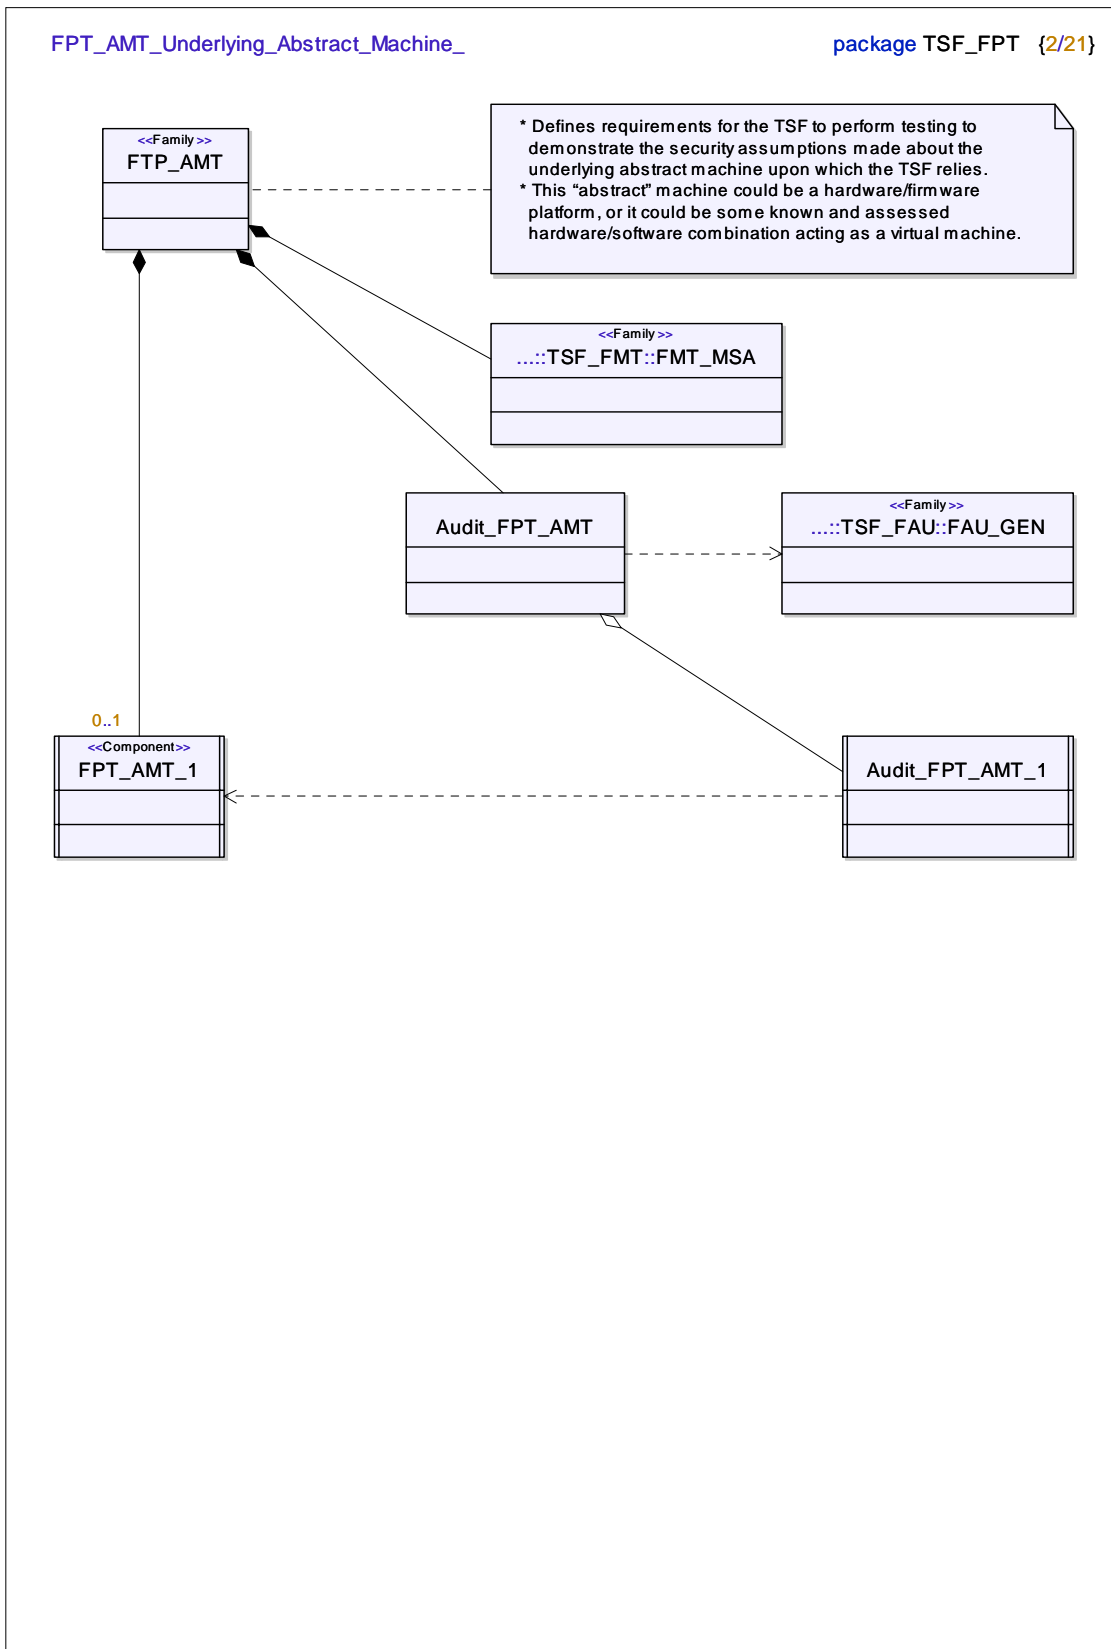 FPT_AMT_Underlying_Abstract_Machine_
package TSF_FPT {2/21}
<<Family>>
FTP_AMT
* Defines requirements for the TSF to perform testing to
demonstrate the security assumptions made about the
underlying abstract machine upon which the TSF relies.
* This “abstract” machine could be a hardware/firmware
platform, or it could be some known and assessed
hardware/software combination acting as a virtual machine.
<<Family>>
...::TSF_FMT::FMT_MSA
Audit_FPT_AMT
<<Family>>
...::TSF_FAU::FAU_GEN
0..1
<<Component>>
FPT_AMT_1
Audit_FPT_AMT_1